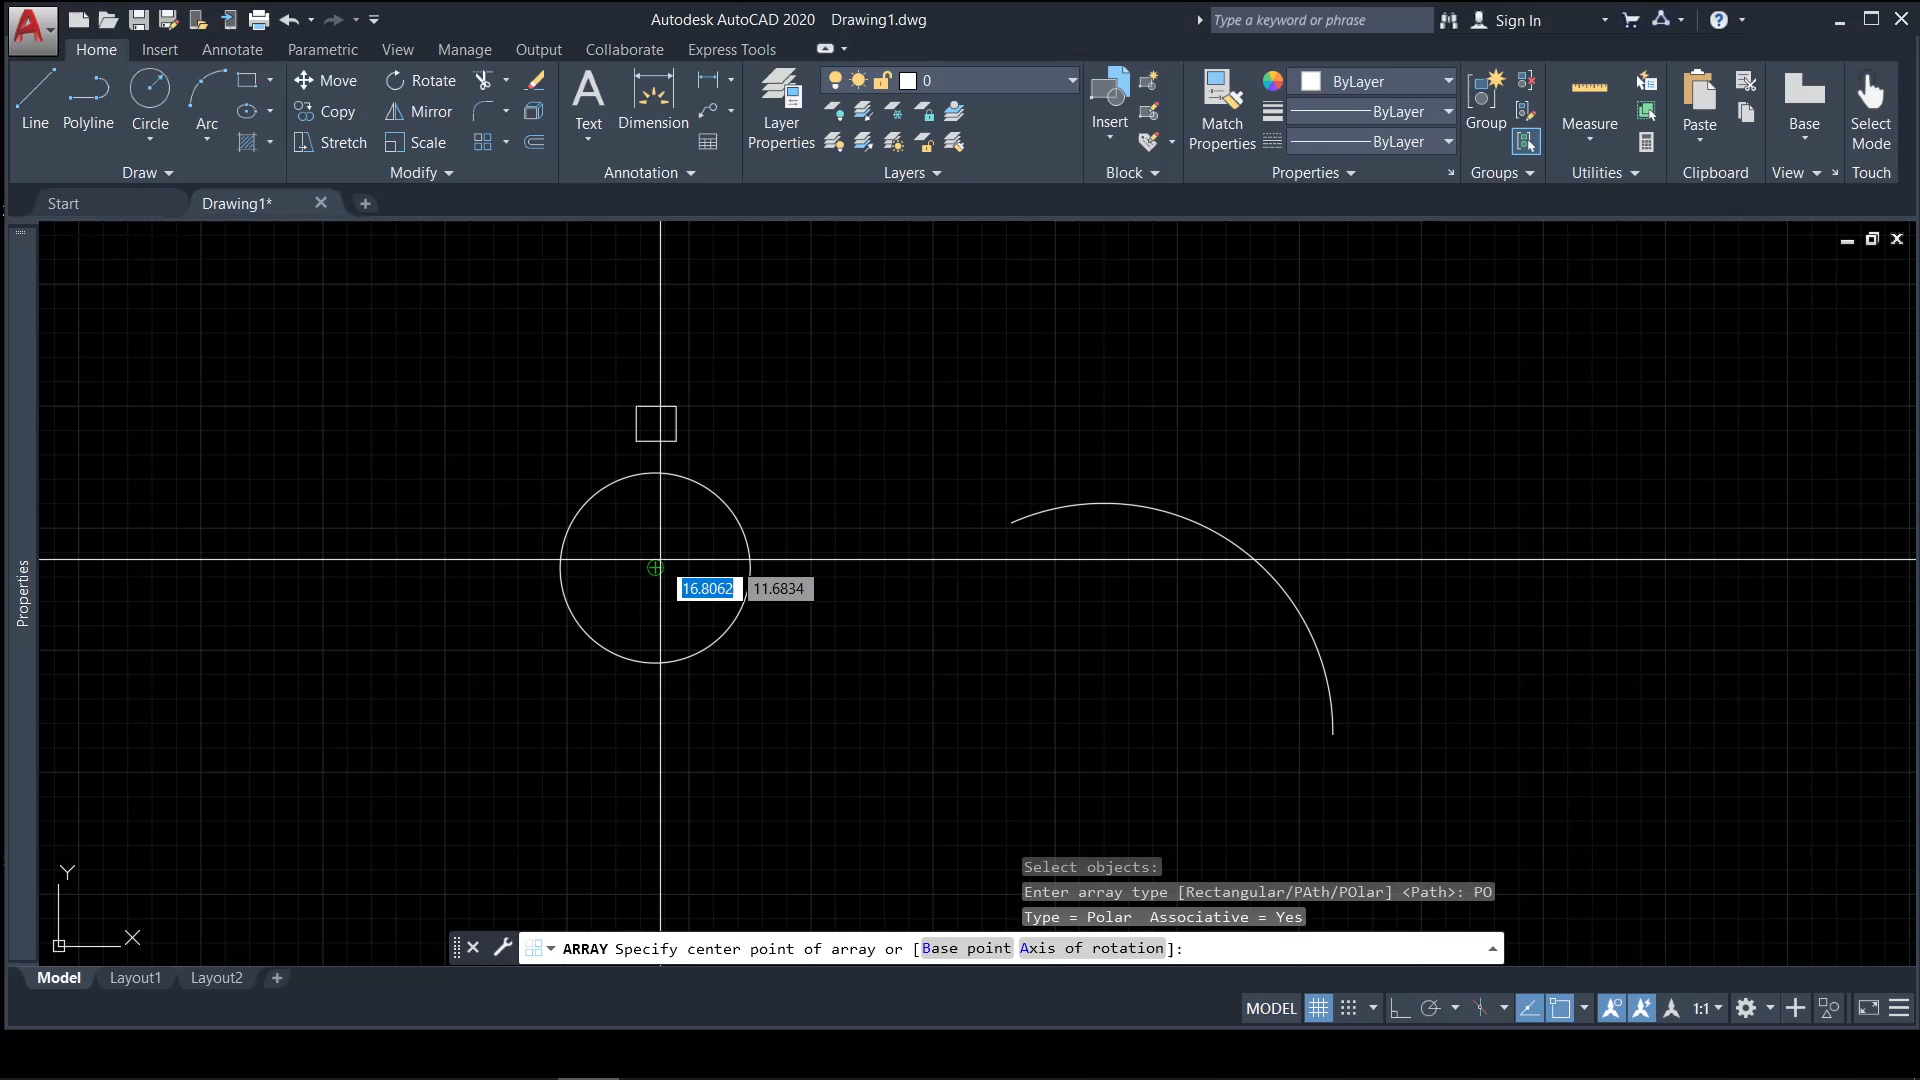 Autodesk AutoCAD 2020 Drawing1.dwg
Type a keyword or phrase
Sign In
Home Insert Annotate Parametric View Manage Output Collaborate Express Tools
Line Polyline Circle Arc
Draw
Move Rotate
Copy Mirror
Stretch Scale
Modify
Text Dimension
Annotation
Layer
Properties
0
Layers
Insert
Block
Match
Properties
ByLayer
ByLayer
ByLayer
Properties
Group
Groups
Measure
Utilities
Paste
Clipboard
Base
View
Select
Mode
Touch
Start Drawing1*
Properties
16.8062 11.6834
Y
X
Select objects:
Enter array type [Rectangular/PAth/POlar] <Path>: PO
Type = Polar Associative = Yes
ARRAY Specify center point of array or [Base point Axis of rotation]:
Model Layout1 Layout2
MODEL 1:1